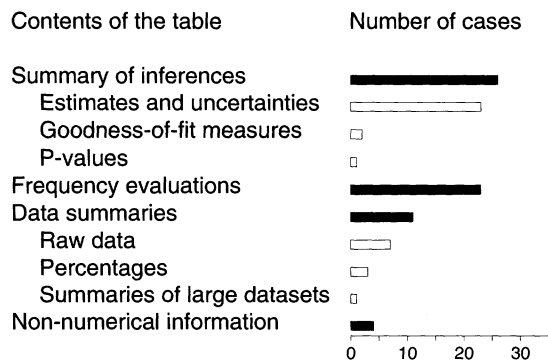 Contents of the table Number of cases
Summary of inferences
Estimates and uncertainties
Goodness-of-fit measures
P-values
Frequency evaluations
Data summaries
Raw data
Percentages
Summaries of large datasets
Non-numerical information
0 10 20 30